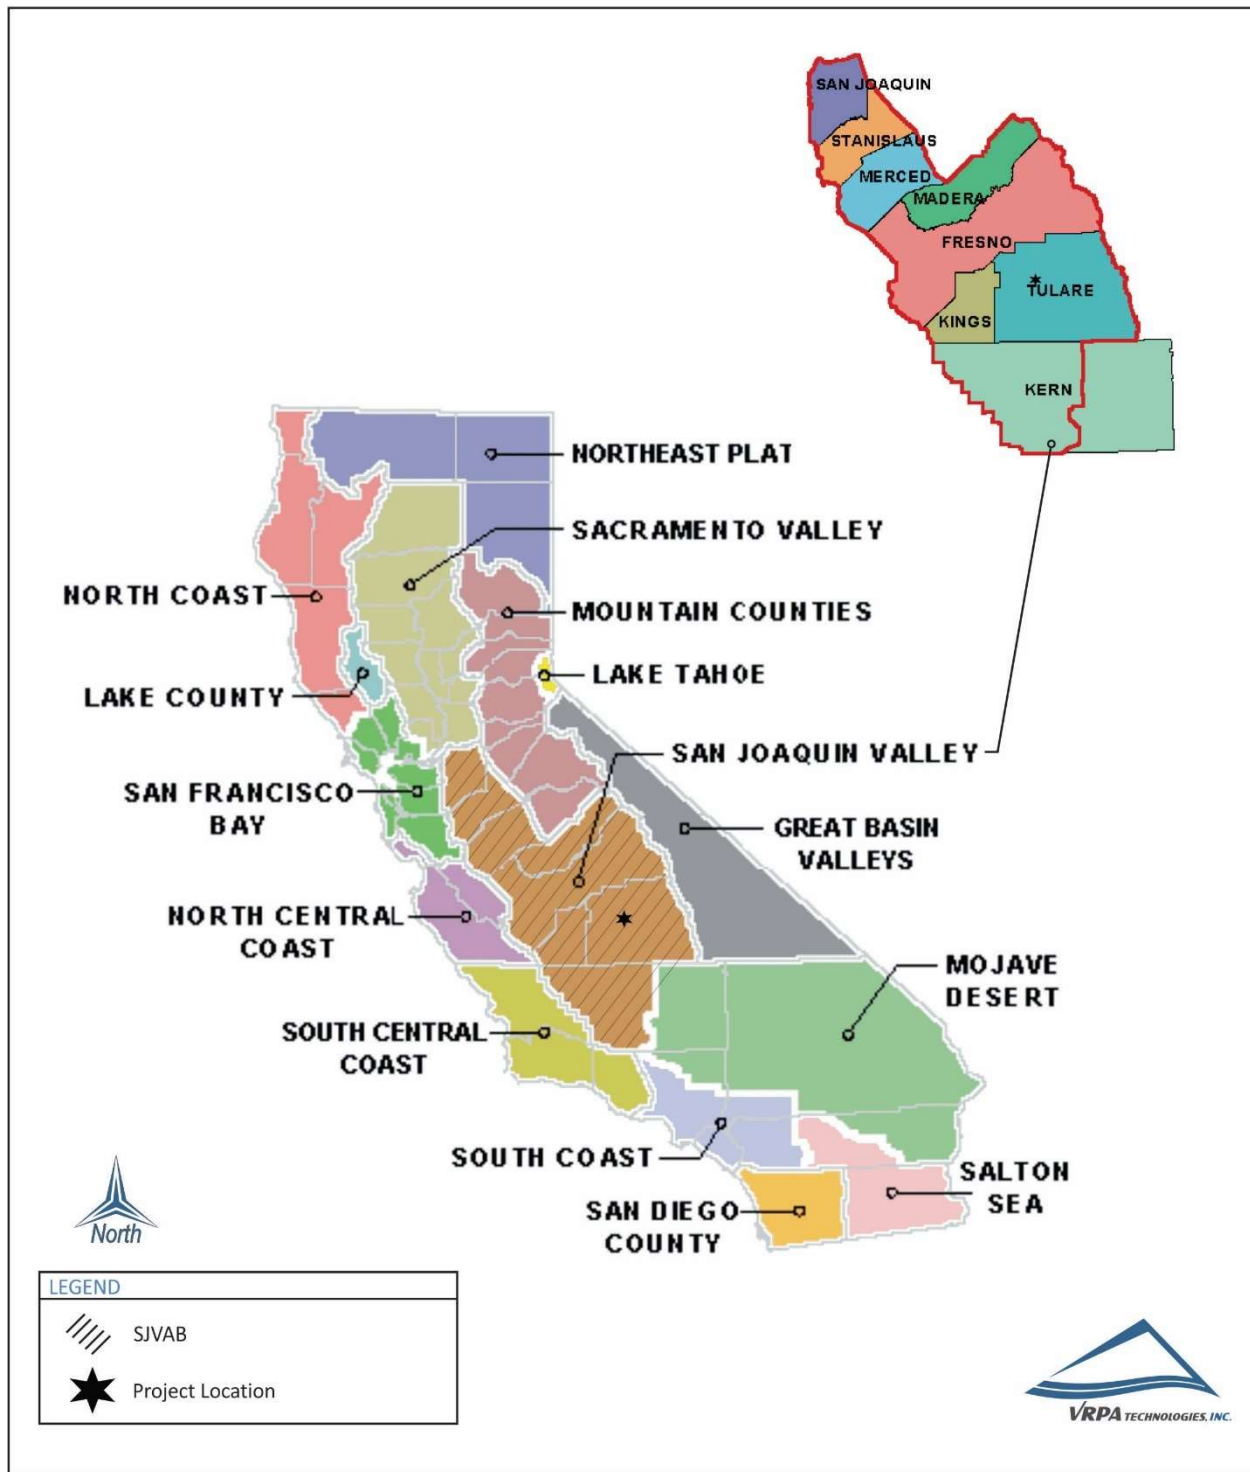 SAN JOAQUIN
STANISLAUS
MERCED
MADERA
FRESNO
TULARE
KINGS
KERN
NORTHEAST PLAT
SACRAMENTO VALLEY
NORTH COAST
MOUNTAIN COUNTIES
LAKE TAHOE
LAKE COUNTY
SAN JOAQUIN VALLEY
SAN FRANCISCO
BAY
GREAT BASIN
VALLEYS
NORTH CENTRAL
COAST
MOJAVE
DESERT
SOUTH CENTRAL
COAST
SOUTH COAST
SALTON
SEA
SAN DIEGO
COUNTY
North
LEGEND
SJVAB
Project Location
VRPA TECHNOLOGIES, INC.